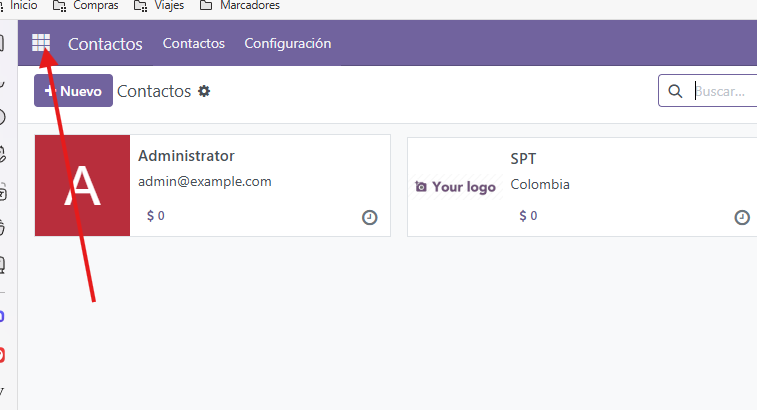 Inicio Compras Viajes Marcadores
Contactos Contactos Configuración
+ Nuevo Contactos Buscar...
A
Administrator
admin@example.com
$ 0
Your logo
SPT
Colombia
$ 0